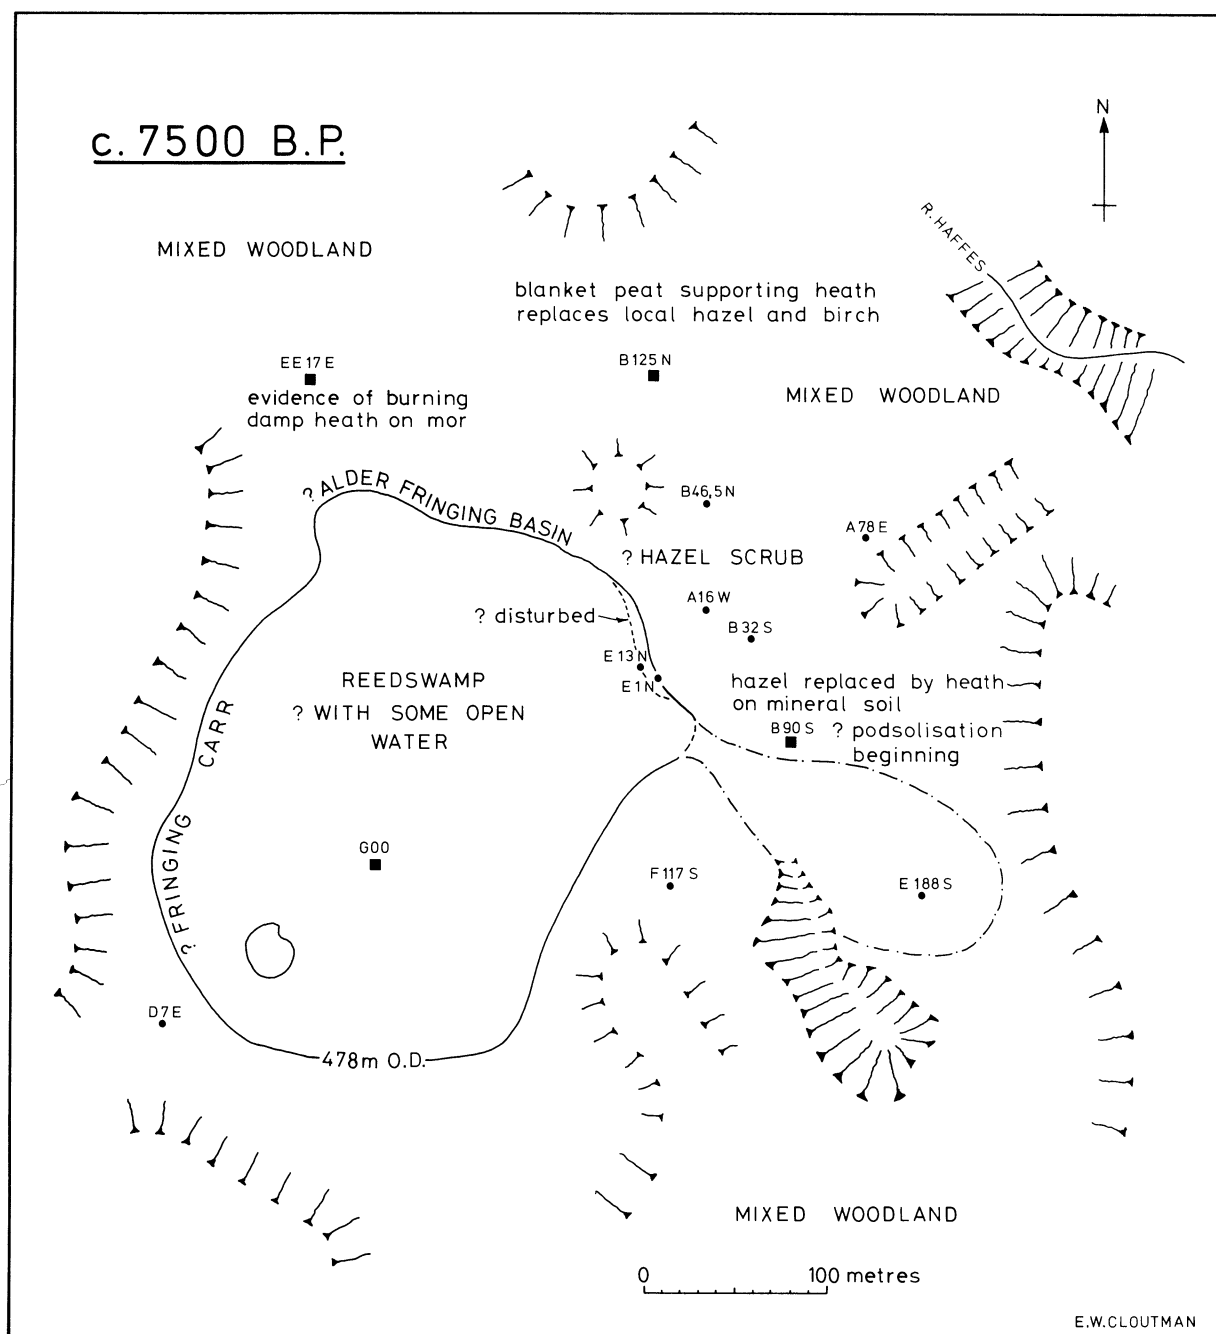 c. 7500 B.P.
N
R. HAFFES
MIXED WOODLAND
blanket peat supporting heath
replaces local hazel and birch
EE17E
B125N
evidence of burning
damp heath on mor
MIXED WOODLAND
? ALDER FRINGING BASIN
B46,5N
A78E
? HAZEL SCRUB
A16W
? disturbed
B32S
E13N
E1N
REEDSWAMP
? WITH SOME OPEN
WATER
hazel replaced by heath
on mineral soil
B90S
? podsolisation
beginning
? FRINGING CARR
G00
F117S
E188S
D7E
478m O.D.
MIXED WOODLAND
0 100 metres
E.W.CLOUTMAN